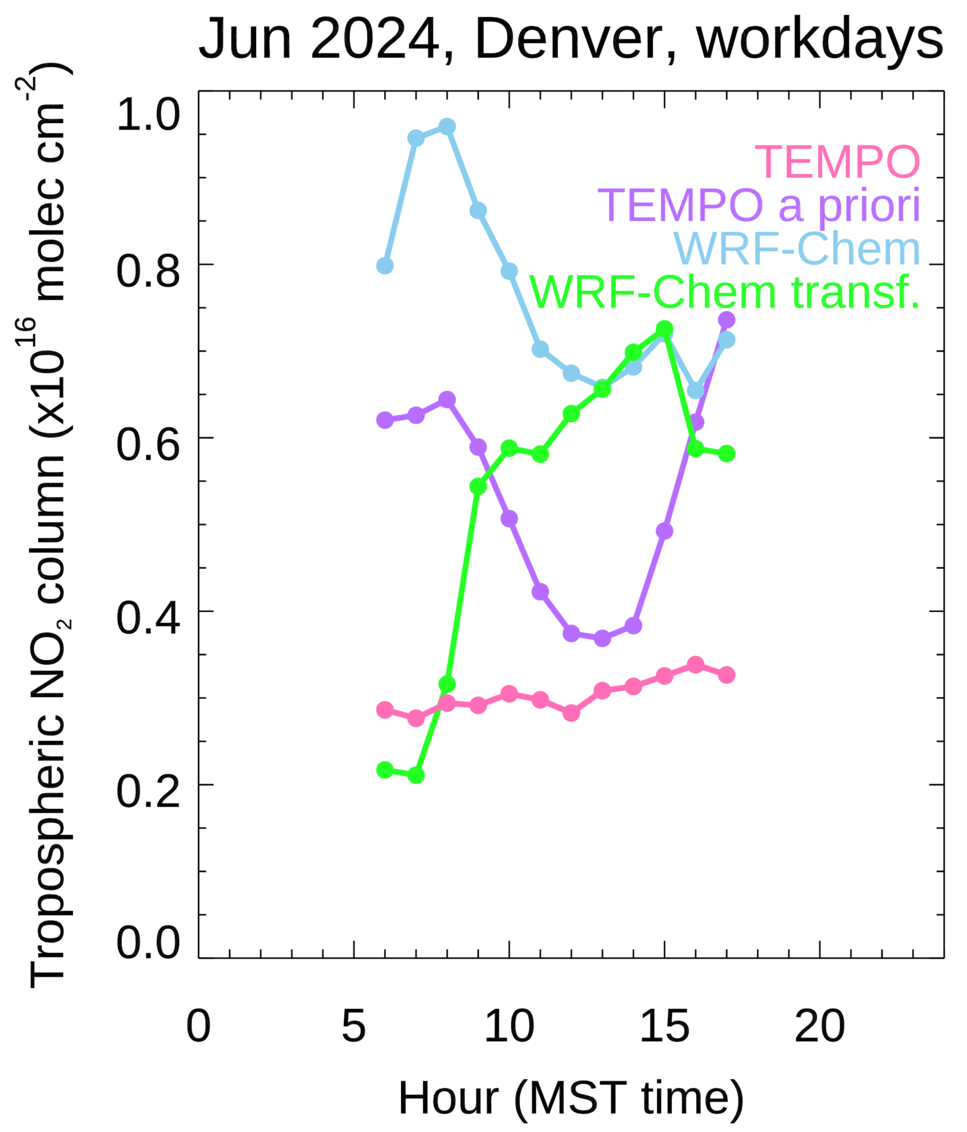 Jun 2024, Denver, workdays
Tropospheric NO₂ column (x10¹⁶ molec cm⁻²)
1.0
0.8
0.6
0.4
0.2
0.0
TEMPO
TEMPO a priori
WRF-Chem
WRF-Chem transf.
0 5 10 15 20
Hour (MST time)